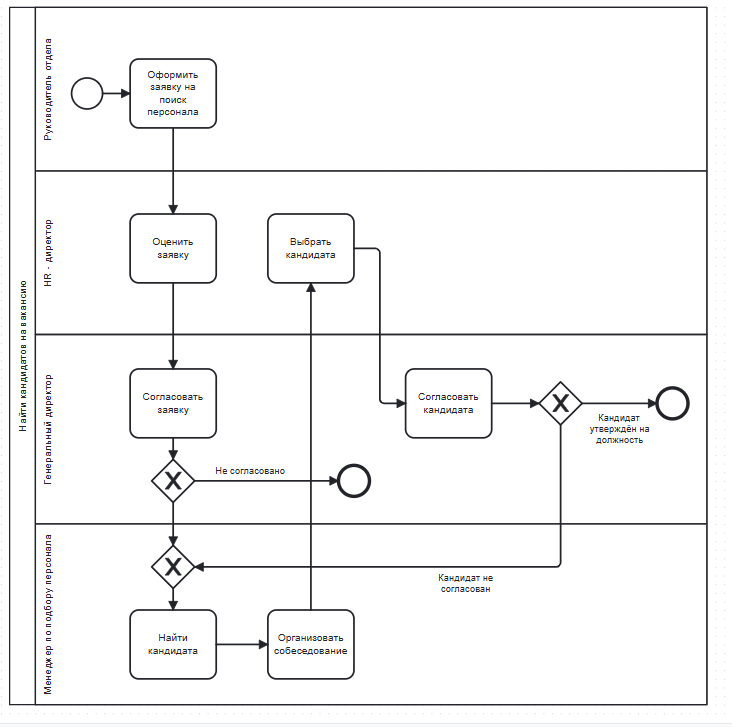 Найти кандидатов на вакансию
Руководитель отдела
Оформить
заявку на
поиск
персонала
HR - директор
Оценить
заявку
Выбрать
кандидата
Генеральный директор
Согласовать
заявку
Согласовать
кандидата
X
Кандидат
утверждён на
должность
Не согласовано
X
Менеджер по подбору персонала
X
Кандидат не
согласован
Найти
кандидата
Организовать
собеседование